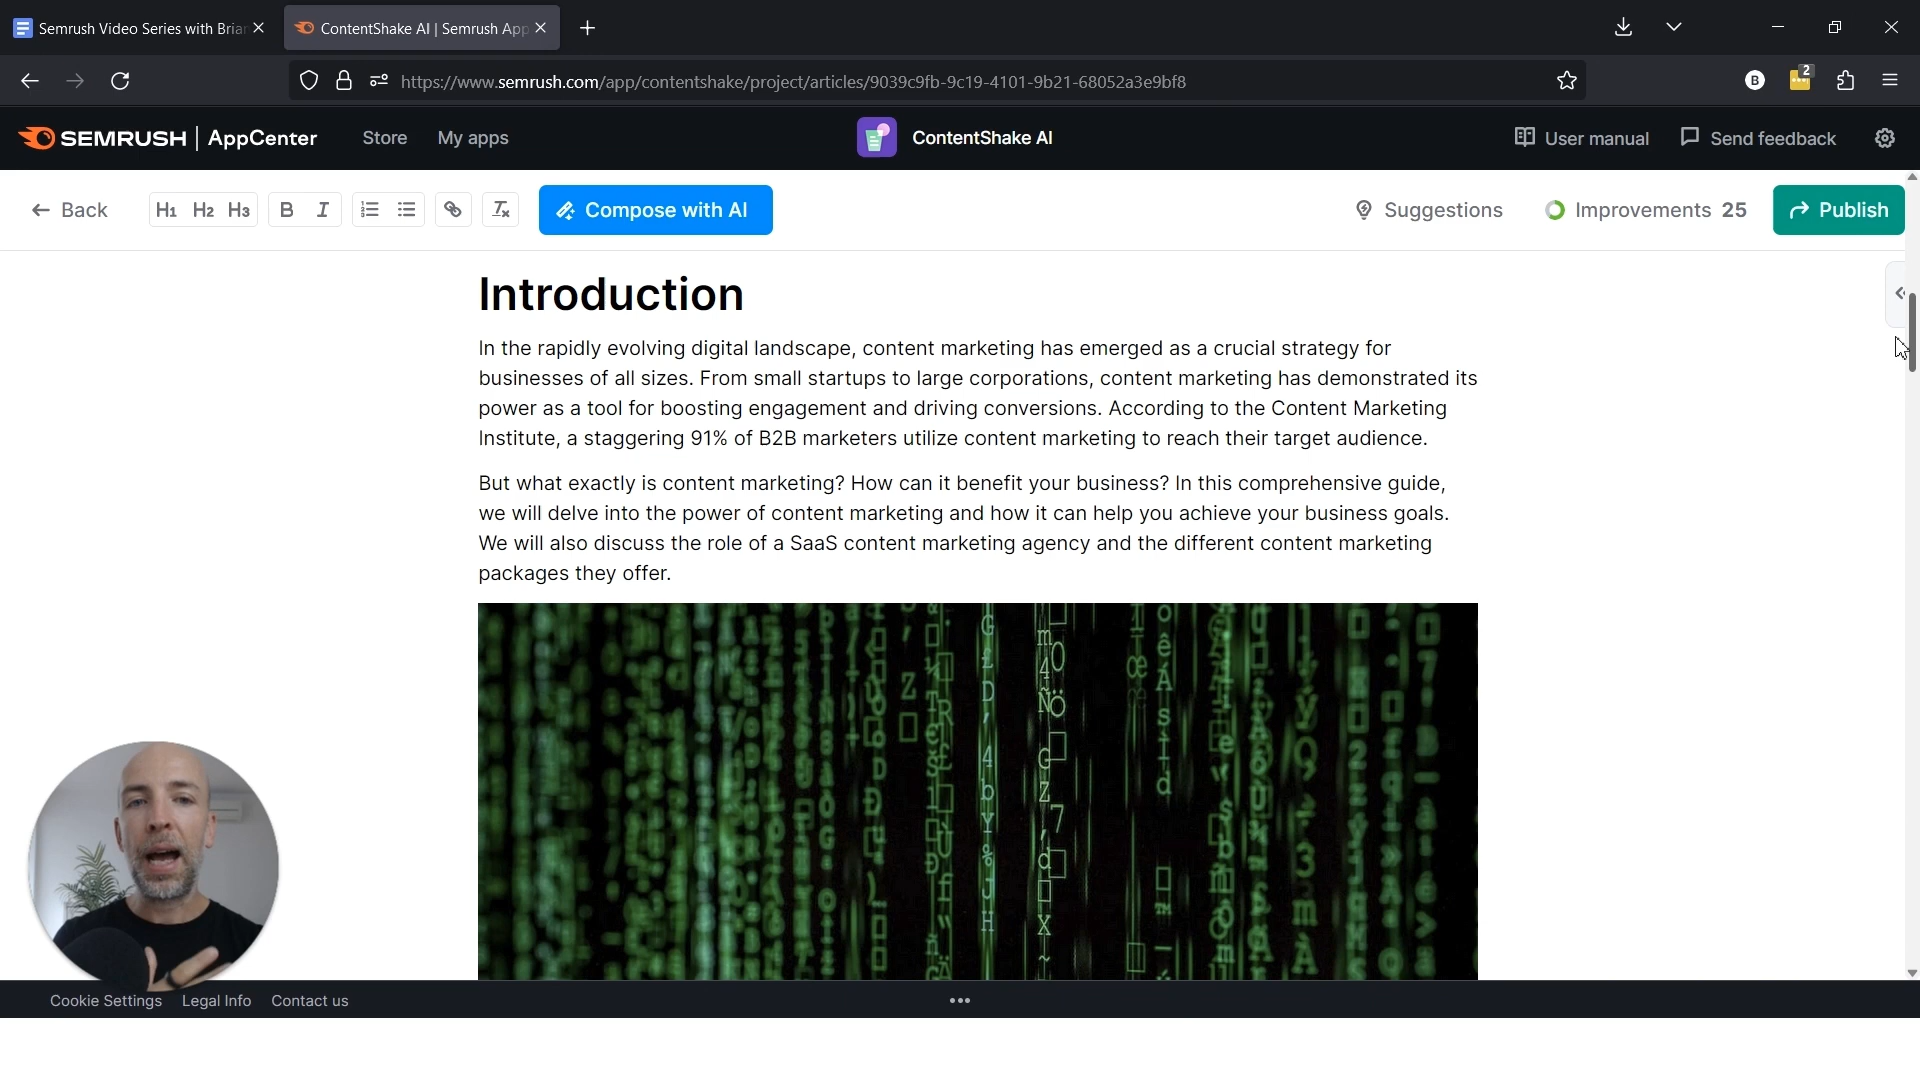 Semrush Video Series with Brian
ContentShake AI | Semrush App
https://www.semrush.com/app/contentshake/project/articles/9039c9fb-9c19-4101-9b21-68052a3e9bf8
B
2
SEMRUSH | AppCenter
Store
My apps
ContentShake AI
User manual
Send feedback
Back
H1 H2 H3
B I
Compose with AI
Suggestions
Improvements 25
Publish
Introduction
In the rapidly evolving digital landscape, content marketing has emerged as a crucial strategy for
businesses of all sizes. From small startups to large corporations, content marketing has demonstrated its
power as a tool for boosting engagement and driving conversions. According to the Content Marketing
Institute, a staggering 91% of B2B marketers utilize content marketing to reach their target audience.
But what exactly is content marketing? How can it benefit your business? In this comprehensive guide,
we will delve into the power of content marketing and how it can help you achieve your business goals.
We will also discuss the role of a SaaS content marketing agency and the different content marketing
packages they offer.
Cookie Settings
Legal Info
Contact us